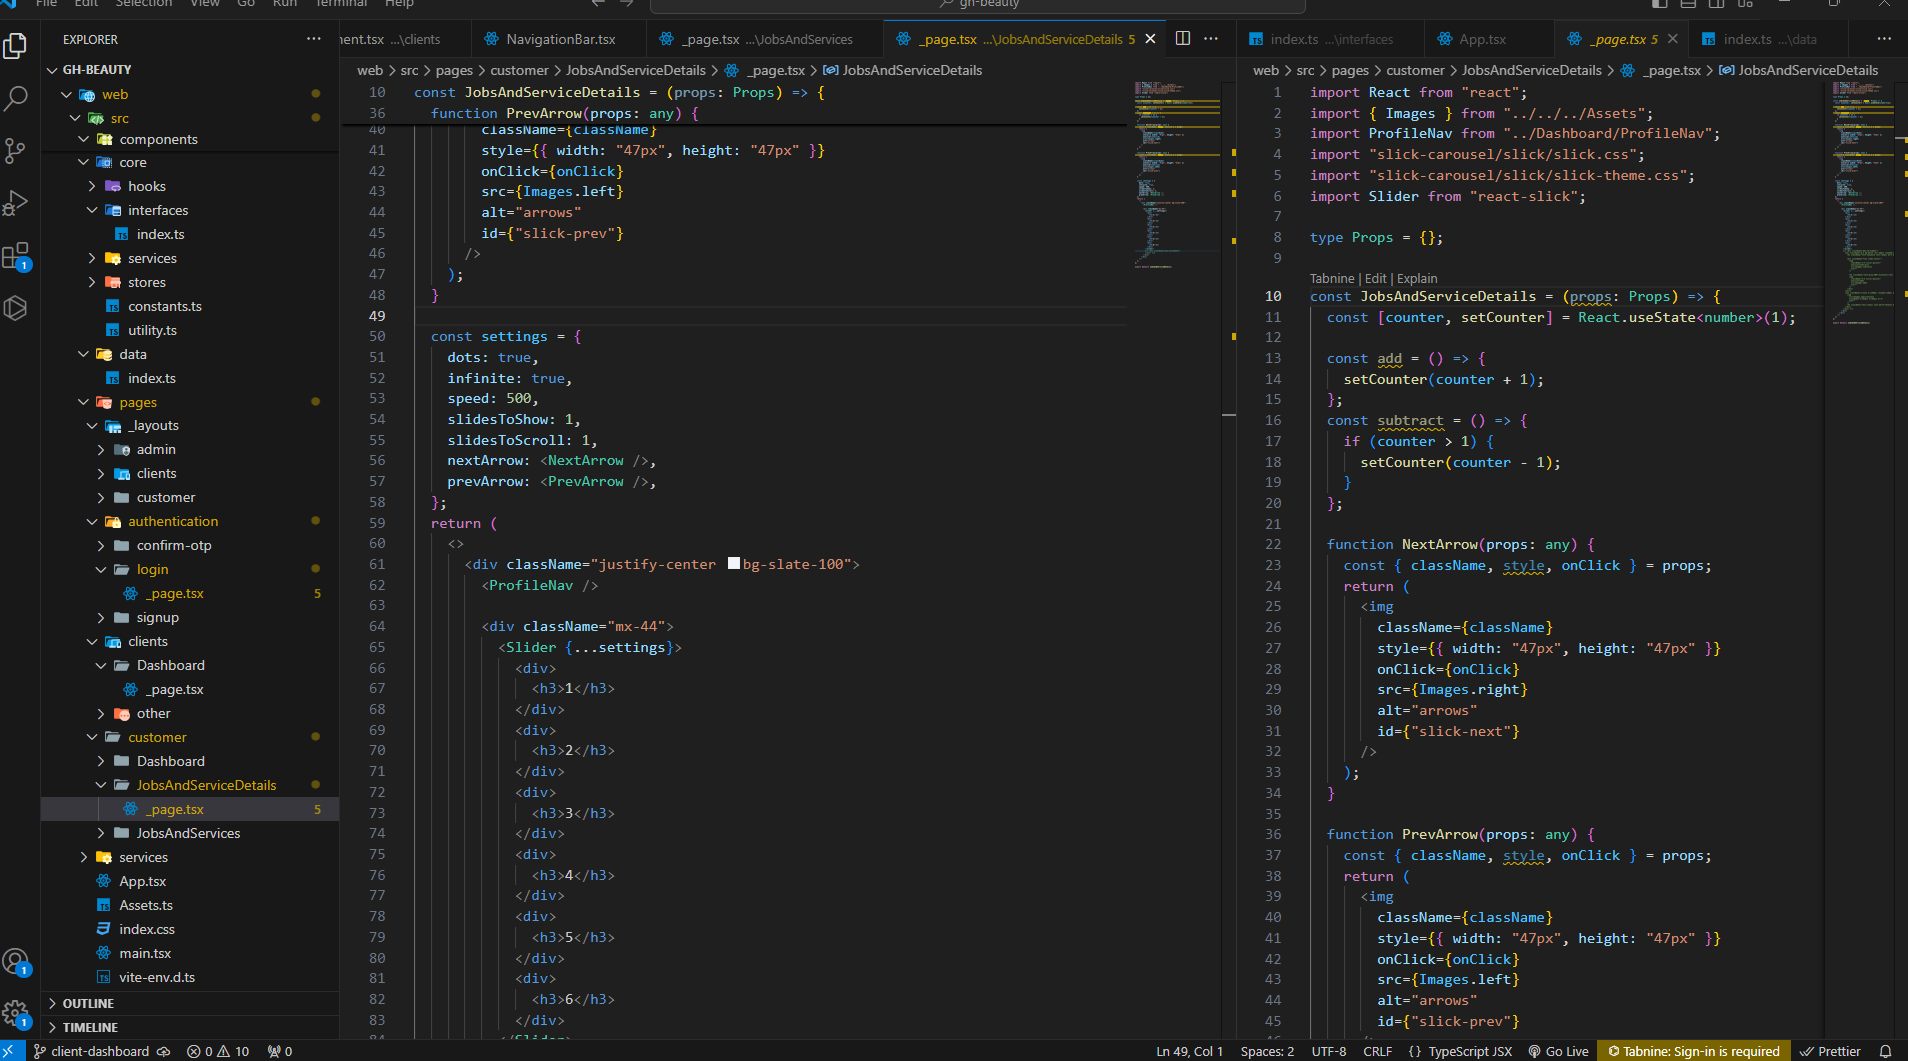 File Edit Selection View Go Run Terminal Help
gh-beauty
EXPLORER
GH-BEAUTY
web
src
components
core
hooks
interfaces
index.ts
services
stores
constants.ts
utility.ts
data
index.ts
pages
_layouts
admin
clients
customer
authentication
confirm-otp
login
_page.tsx 5
signup
clients
Dashboard
_page.tsx
other
customer
Dashboard
JobsAndServiceDetails
_page.tsx 5
JobsAndServices
services
App.tsx
Assets.ts
index.css
main.tsx
vite-env.d.ts
OUTLINE
TIMELINE
1
1
1
ent.tsx ...\clients
NavigationBar.tsx
_page.tsx ...\JobsAndServices
_page.tsx ...\JobsAndServiceDetails 5
web > src > pages > customer > JobsAndServiceDetails > _page.tsx > JobsAndServiceDetails
10 const JobsAndServiceDetails = (props: Props) => {
36 function PrevArrow(props: any) {
40 className={className}
41 style={{ width: "47px", height: "47px" }}
42 onClick={onClick}
43 src={Images.left}
44 alt="arrows"
45 id={"slick-prev"}
46 />
47 );
48 }
49
50 const settings = {
51 dots: true,
52 infinite: true,
53 speed: 500,
54 slidesToShow: 1,
55 slidesToScroll: 1,
56 nextArrow: <NextArrow />,
57 prevArrow: <PrevArrow />,
58 };
59 return (
60 <>
61 <div className="justify-center bg-slate-100">
62 <ProfileNav />
63
64 <div className="mx-44">
65 <Slider {...settings}>
66 <div>
67 <h3>1</h3>
68 </div>
69 <div>
70 <h3>2</h3>
71 </div>
72 <div>
73 <h3>3</h3>
74 </div>
75 <div>
76 <h3>4</h3>
77 </div>
78 <div>
79 <h3>5</h3>
80 </div>
81 <div>
82 <h3>6</h3>
83 </div>
84 </Slider>
index.ts ...\interfaces
App.tsx
_page.tsx 5
index.ts ...\data
web > src > pages > customer > JobsAndServiceDetails > _page.tsx > JobsAndServiceDetails
1 import React from "react";
2 import { Images } from "../../../Assets";
3 import ProfileNav from "../Dashboard/ProfileNav";
4 import "slick-carousel/slick/slick.css";
5 import "slick-carousel/slick/slick-theme.css";
6 import Slider from "react-slick";
7
8 type Props = {};
9
Tabnine | Edit | Explain
10 const JobsAndServiceDetails = (props: Props) => {
11 const [counter, setCounter] = React.useState<number>(1);
12
13 const add = () => {
14 setCounter(counter + 1);
15 };
16 const subtract = () => {
17 if (counter > 1) {
18 setCounter(counter - 1);
19 }
20 };
21
22 function NextArrow(props: any) {
23 const { className, style, onClick } = props;
24 return (
25 <img
26 className={className}
27 style={{ width: "47px", height: "47px" }}
28 onClick={onClick}
29 src={Images.right}
30 alt="arrows"
31 id={"slick-next"}
32 />
33 );
34 }
35
36 function PrevArrow(props: any) {
37 const { className, style, onClick } = props;
38 return (
39 <img
40 className={className}
41 style={{ width: "47px", height: "47px" }}
42 onClick={onClick}
43 src={Images.left}
44 alt="arrows"
45 id={"slick-prev"}
client-dashboard 0 10 0
Ln 49, Col 1 Spaces: 2 UTF-8 CRLF {} TypeScript JSX Go Live Tabnine: Sign-in is required Prettier